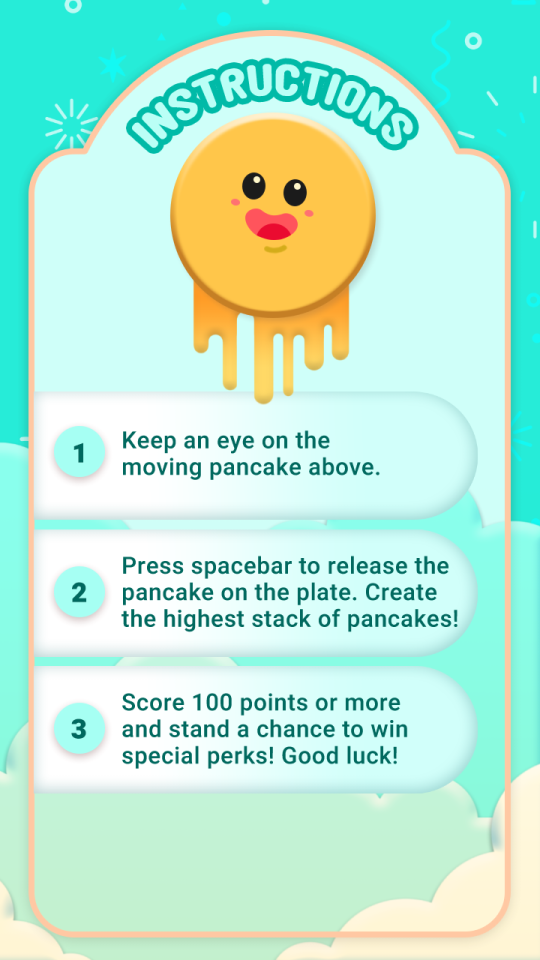 INSTRUCTIONS
1
Keep an eye on the
moving pancake above.
2
Press spacebar to release the
pancake on the plate. Create
the highest stack of pancakes!
3
Score 100 points or more
and stand a chance to win
special perks! Good luck!